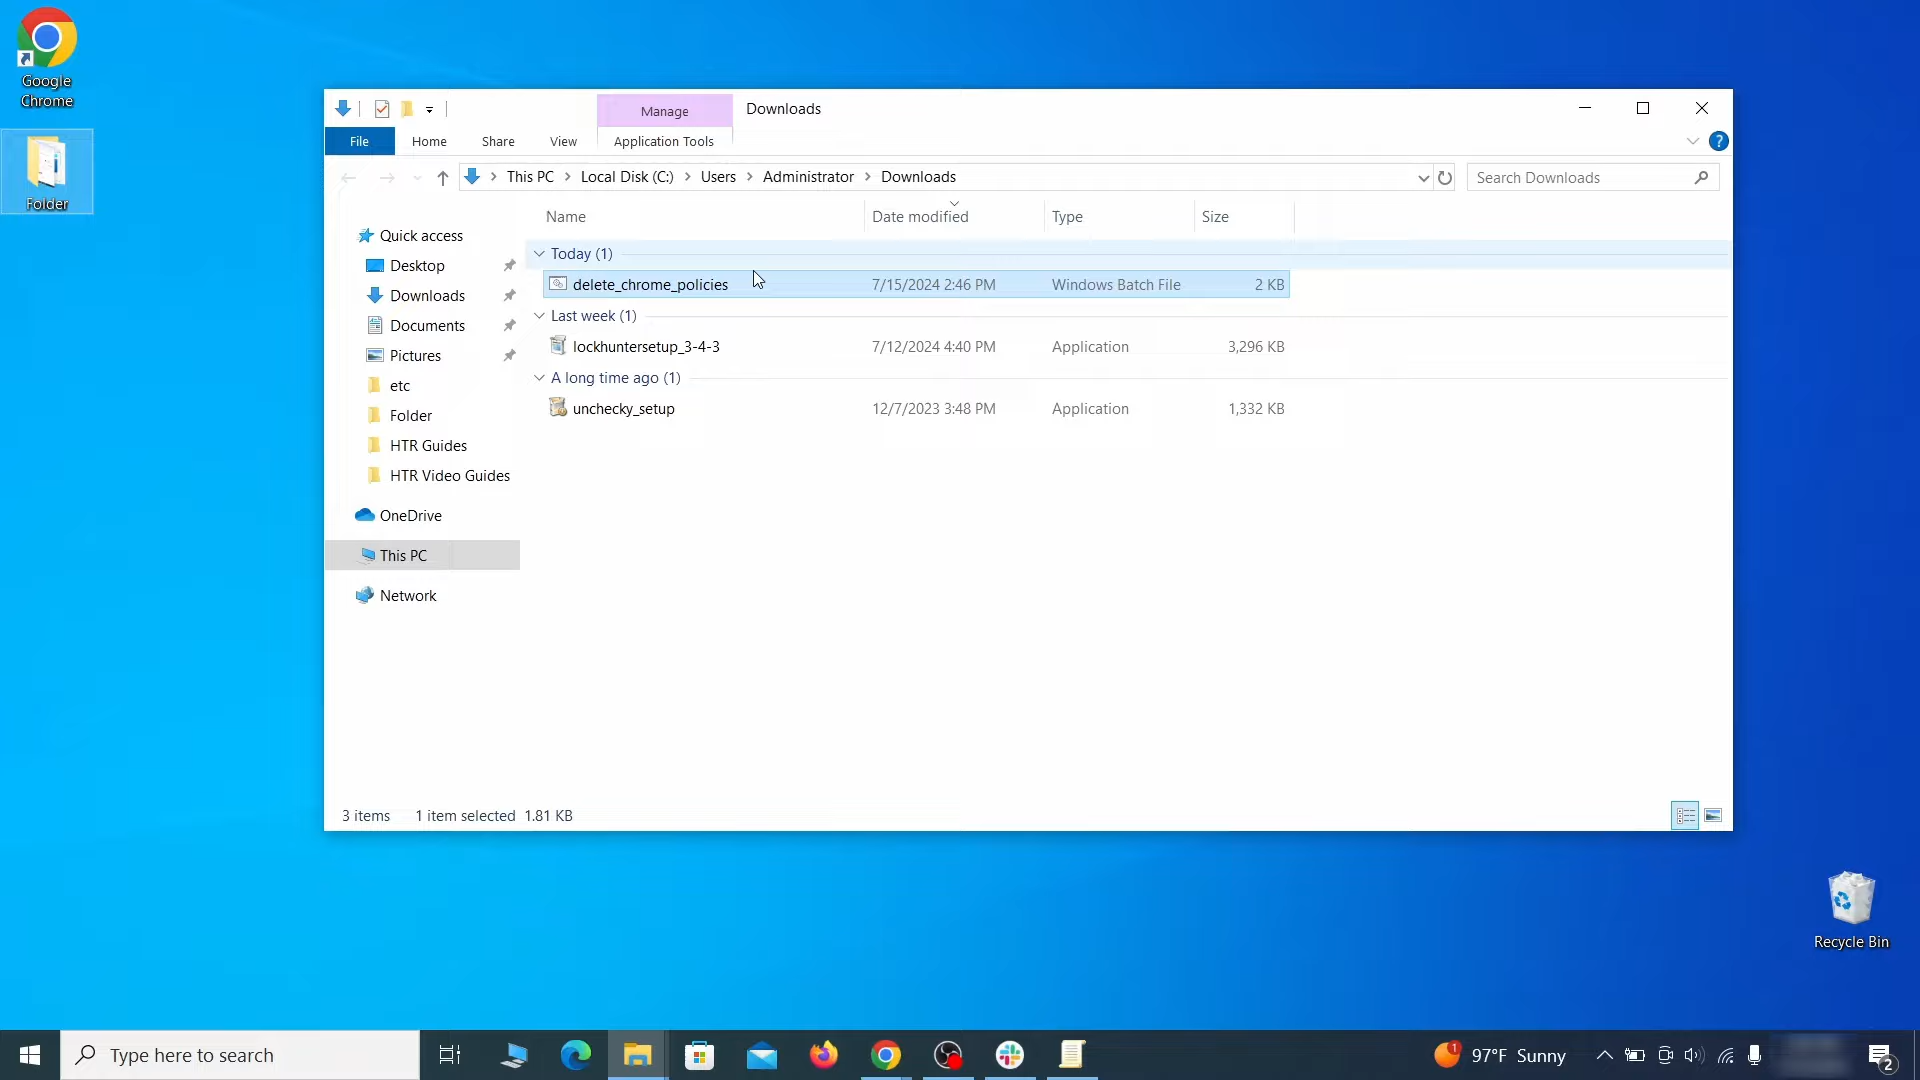 Google
Chrome
Folder
Manage
Downloads
File
Home
Share
View
Application Tools
?
This PC
Local Disk (C:)
Users
Administrator
Downloads
Search Downloads
Name
Date modified
Type
Size
Quick access
Desktop
Downloads
Documents
Pictures
etc
Folder
HTR Guides
HTR Video Guides
OneDrive
This PC
Network
Today (1)
delete_chrome_policies 7/15/2024 2:46 PM Windows Batch File 2 KB
Last week (1)
lockhuntersetup_3-4-3 7/12/2024 4:40 PM Application 3,296 KB
A long time ago (1)
unchecky_setup 12/7/2023 3:48 PM Application 1,332 KB
3 items 1 item selected 1.81 KB
Recycle Bin
Type here to search
1
97°F Sunny
2